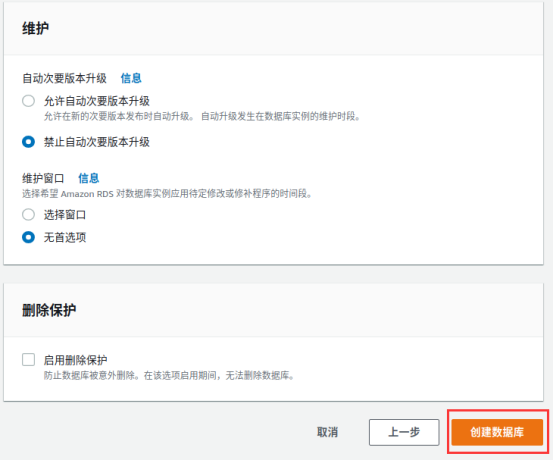 维护
自动次要版本升级 信息
允许自动次要版本升级
允许在新的次要版本发布时自动升级。 自动升级发生在数据库实例的维护时段。
禁止自动次要版本升级
维护窗口 信息
选择希望 Amazon RDS 对数据库实例应用待定修改或修补程序的时间段。
选择窗口
无首选项
删除保护
启用删除保护
防止数据库被意外删除。在该选项启用期间，无法删除数据库。
取消 上一步 创建数据库